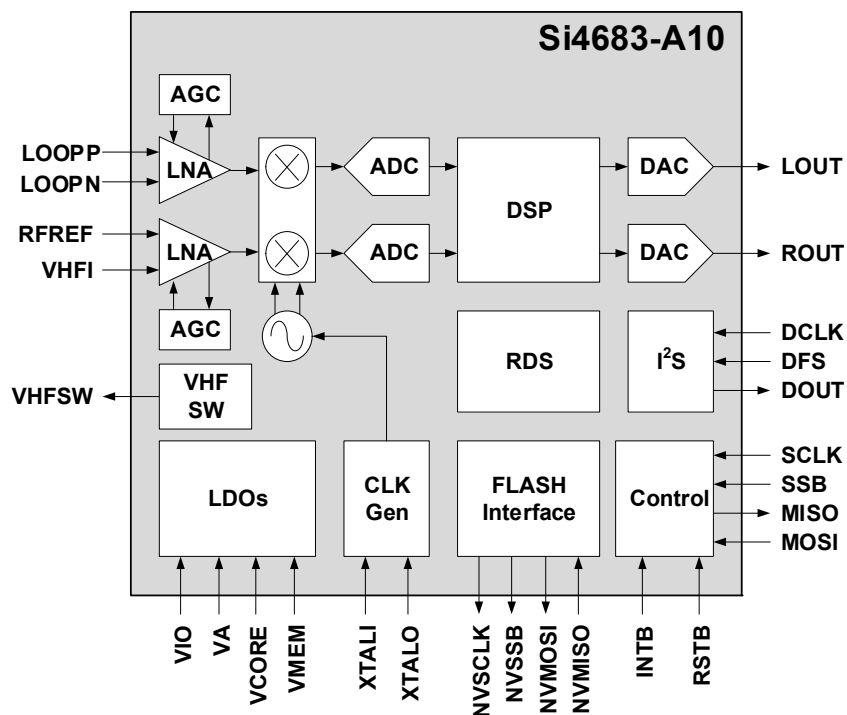 Si4683-A10
AGC
LOOPP
LOOPN
LNA
ADC
DSP
DAC
LOUT
RFREF
VHFI
LNA
ADC
DAC
ROUT
AGC
VHFSW
VHF
SW
RDS
I²S
DCLK
DFS
DOUT
LDOs
CLK
Gen
FLASH
Interface
Control
SCLK
SSB
MISO
MOSI
VIO
VA
VCORE
VMEM
XTALI
XTALO
NVSCLK
NVSSB
NVMOSI
NVMISO
INTB
RSTB